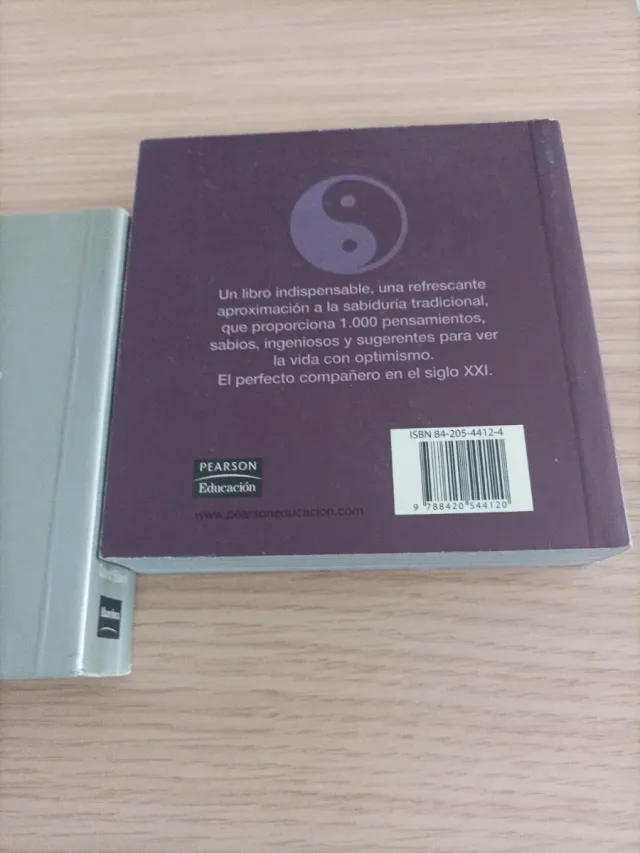 Un libro indispensable, una refrescante
aproximación a la sabiduría tradicional,
que proporciona 1.000 pensamientos,
sabios, ingeniosos y sugerentes para ver
la vida con optimismo.
El perfecto compañero en el siglo XXI.
ISBN 84-205-4412-4
9 788420 544120
PEARSON
Educación
www.pearsoneducacion.com